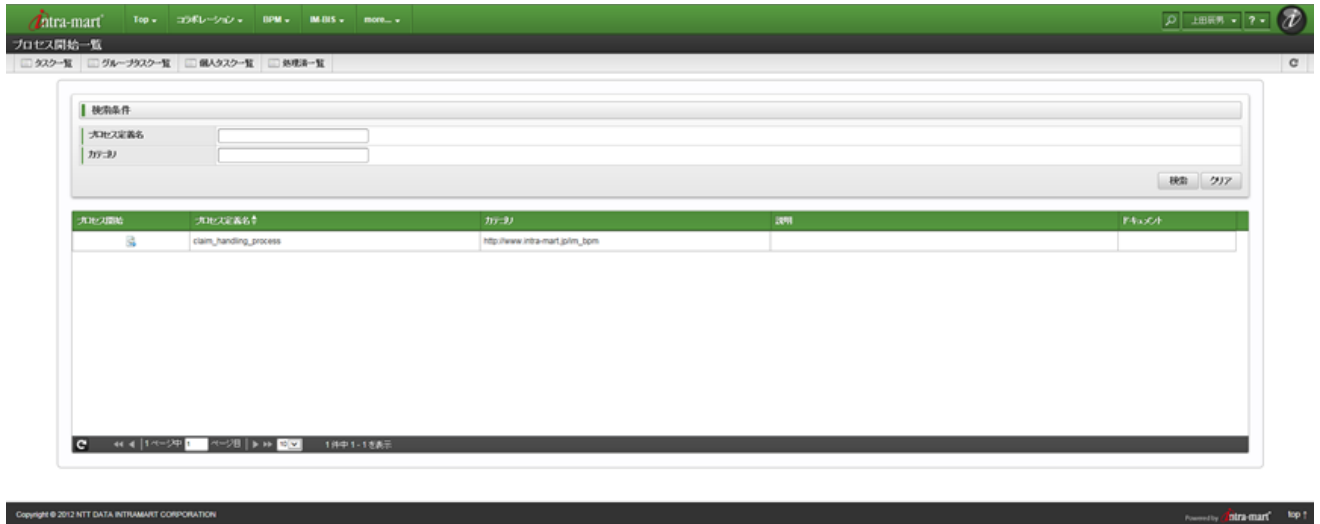 intra-mart Top コラボレーション BPM IM-BIS more... 上田辰男 ?
プロセス開始一覧
タスク一覧 グループタスク一覧 個人タスク一覧 処理済一覧
検索条件
プロセス定義名
カテゴリ
検索 クリア
プロセス開始 プロセス定義名 カテゴリ 説明 ドキュメント
claim_handling_process http://www.intra-mart.jp/im_bpm
1 ページ中 1 ページ目 10 1 件中 1 - 1 を表示
Copyright © 2012 NTT DATA INTRAMART CORPORATION Powered by intra-mart top ↑